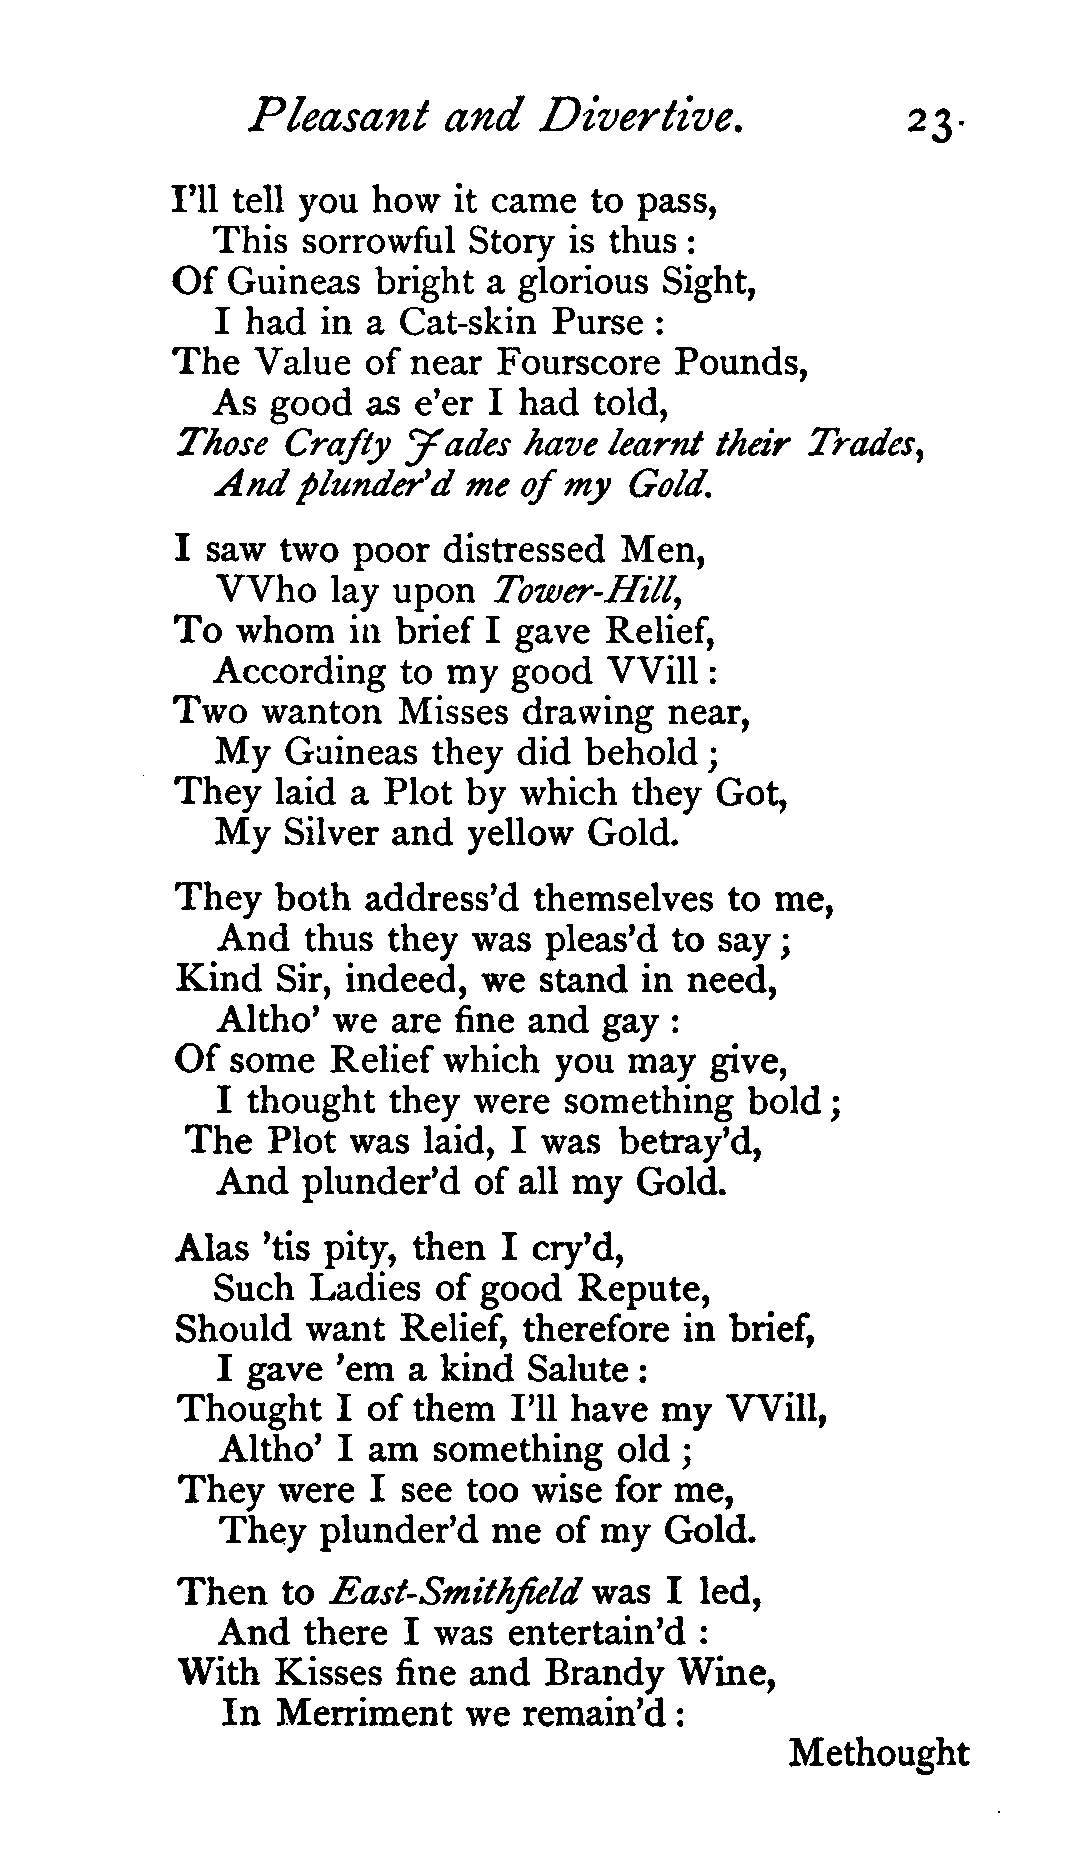 Pleasant and Divertive. 23.
I'll tell you how it came to pass,
This sorrowful Story is thus :
Of Guineas bright a glorious Sight,
I had in a Cat-skin Purse :
The Value of near Fourscore Pounds,
As good as e'er I had told,
Those Crafty Jades have learnt their Trades,
And plunder'd me of my Gold.
I saw two poor distressed Men,
VVho lay upon Tower-Hill,
To whom in brief I gave Relief,
According to my good VVill :
Two wanton Misses drawing near,
My Guineas they did behold ;
They laid a Plot by which they Got,
My Silver and yellow Gold.
They both address'd themselves to me,
And thus they was pleas'd to say ;
Kind Sir, indeed, we stand in need,
Altho' we are fine and gay :
Of some Relief which you may give,
I thought they were something bold ;
The Plot was laid, I was betray'd,
And plunder'd of all my Gold.
Alas 'tis pity, then I cry'd,
Such Ladies of good Repute,
Should want Relief, therefore in brief,
I gave 'em a kind Salute :
Thought I of them I'll have my VVill,
Altho' I am something old ;
They were I see too wise for me,
They plunder'd me of my Gold.
Then to East-Smithfield was I led,
And there I was entertain'd :
With Kisses fine and Brandy Wine,
In Merriment we remain'd :
Methought